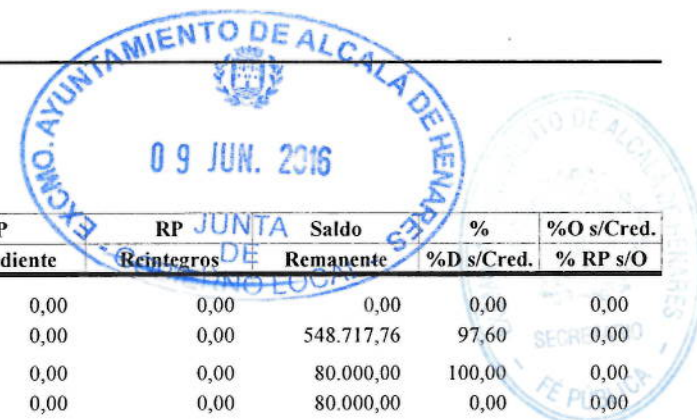 EXCMO. AYUNTAMIENTO DE ALCALÁ DE HENARES
09 JUN. 2016
JUNTA
DE
GOBIERNO LOCAL
P RP Saldo % %O s/Cred.
diente Reintegros Remanente %D s/Cred. % RP s/O
0,00 0,00 0,00 0,00 0,00
0,00 0,00 548.717,76 97,60 0,00
0,00 0,00 80.000,00 100,00 0,00
0,00 0,00 80.000,00 0,00 0,00
SECRETARIO
FÉ PÚBLICA